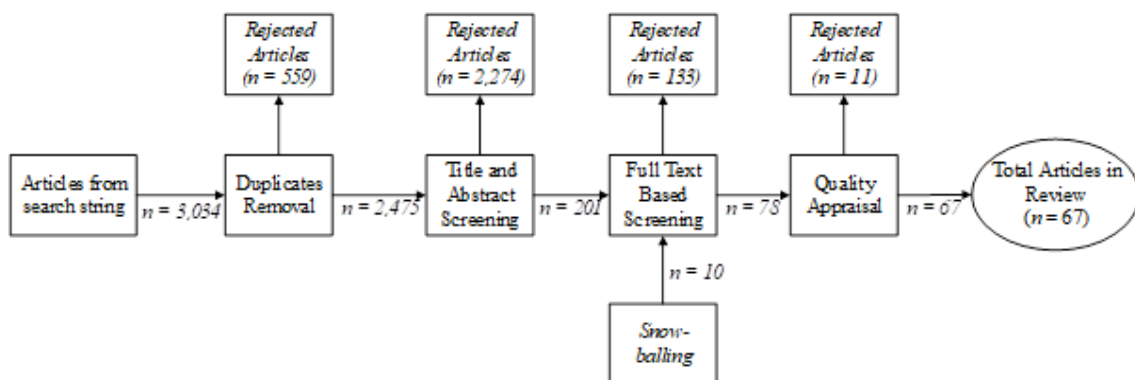 Rejected
Articles
(n = 559)
Rejected
Articles
(n = 2,274)
Rejected
Articles
(n = 133)
Rejected
Articles
(n = 11)
Articles from
search string
n = 3,034
Duplicates
Removal
n = 2,475
Title and
Abstract
Screening
n = 201
Full Text
Based
Screening
n = 78
Quality
Appraisal
n = 67
Total Articles in
Review
(n = 67)
n = 10
Snow-
balling